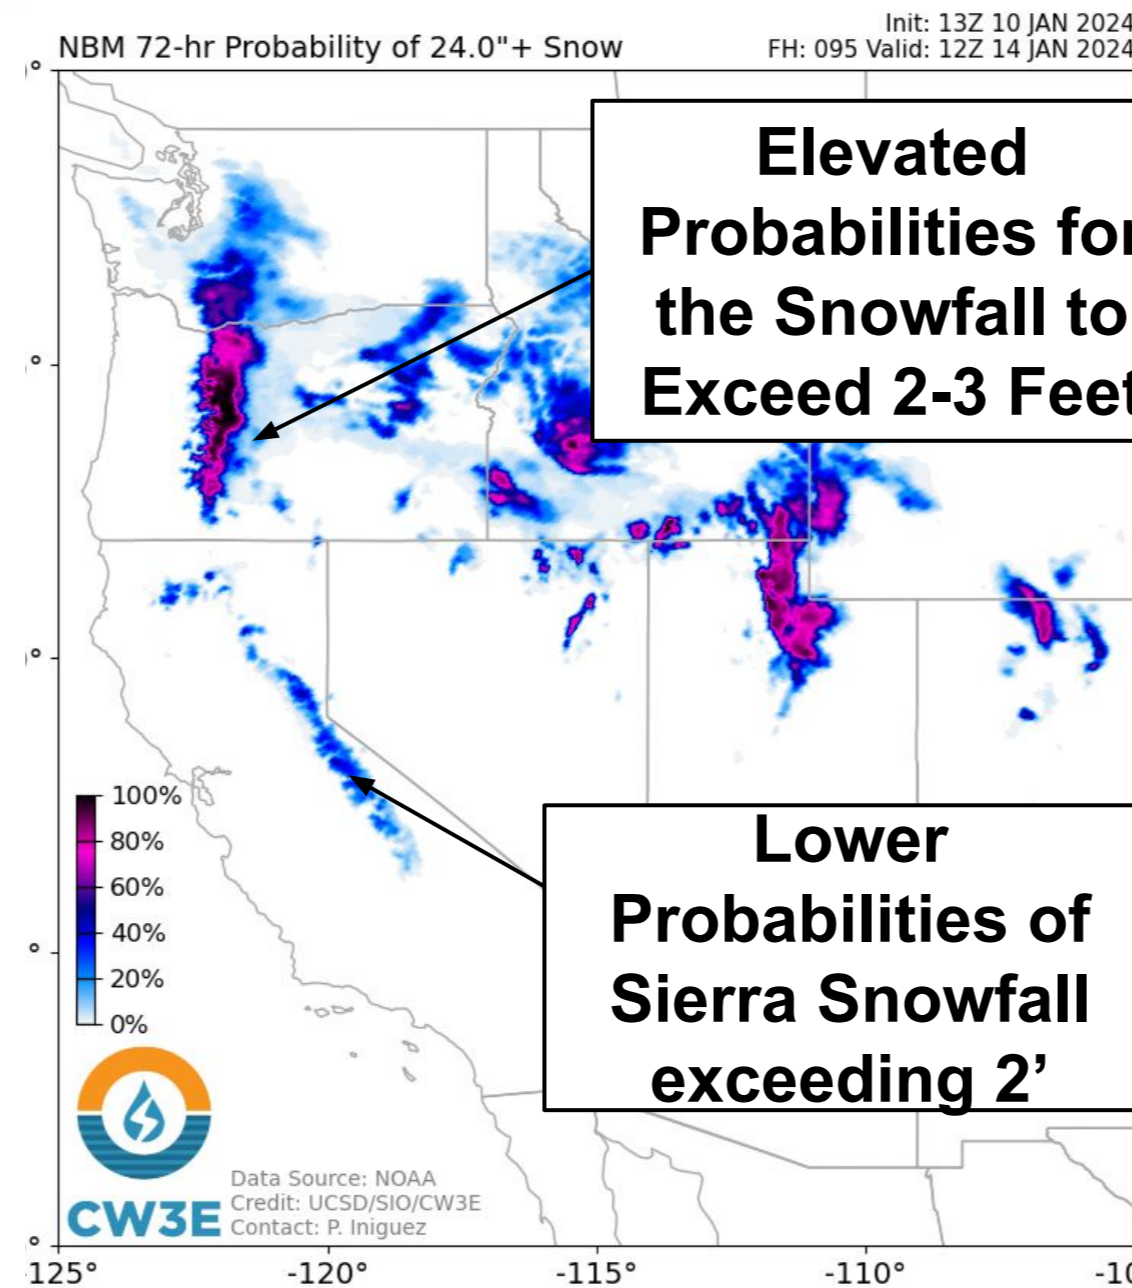 Init: 13Z 10 JAN 2024
NBM 72-hr Probability of 24.0"+ Snow
FH: 095 Valid: 12Z 14 JAN 2024
Elevated
Probabilities for
the Snowfall to
Exceed 2-3 Feet
100%
80%
60%
40%
20%
0%
Lower
Probabilities of
Sierra Snowfall
exceeding 2’
CW3E
Data Source: NOAA
Credit: UCSD/SIO/CW3E
Contact: P. Iniguez
-125° -120° -115° -110°